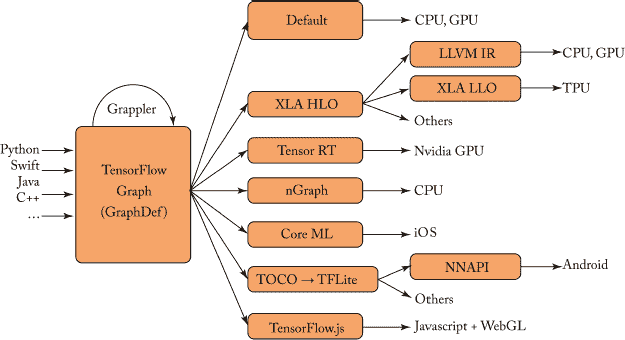 Default
CPU, GPU
LLVM IR
CPU, GPU
Grappler
XLA HLO
XLA LLO
TPU
Others
Python
Swift
Java
C++
...
TensorFlow
Graph
(GraphDef)
Tensor RT
Nvidia GPU
nGraph
CPU
Core ML
iOS
TOCO → TFLite
NNAPI
Android
Others
TensorFlow.js
Javascript + WebGL